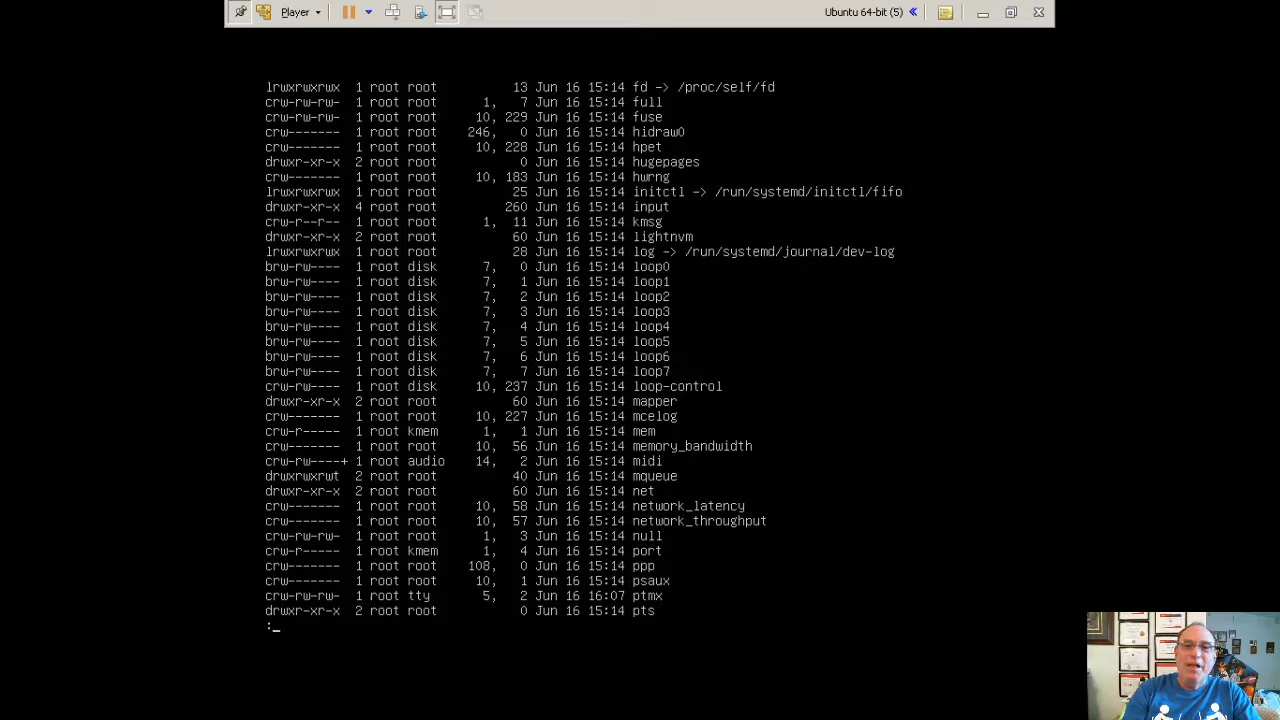 Player
Ubuntu 64-bit (5)
lrwxrwxrwx 1 root root 13 Jun 16 15:14 fd -> /proc/self/fd
crw-rw-rw- 1 root root 1, 7 Jun 16 15:14 full
crw-rw-rw- 1 root root 10, 229 Jun 16 15:14 fuse
crw------- 1 root root 246, 0 Jun 16 15:14 hidraw0
crw------- 1 root root 10, 228 Jun 16 15:14 hpet
drwxr-xr-x 2 root root 0 Jun 16 15:14 hugepages
crw------- 1 root root 10, 183 Jun 16 15:14 hwrng
lrwxrwxrwx 1 root root 25 Jun 16 15:14 initctl -> /run/systemd/initctl/fifo
drwxr-xr-x 4 root root 260 Jun 16 15:14 input
crw-r--r-- 1 root root 1, 11 Jun 16 15:14 kmsg
drwxr-xr-x 2 root root 60 Jun 16 15:14 lightnvm
lrwxrwxrwx 1 root root 28 Jun 16 15:14 log -> /run/systemd/journal/dev-log
brw-rw---- 1 root disk 7, 0 Jun 16 15:14 loop0
brw-rw---- 1 root disk 7, 1 Jun 16 15:14 loop1
brw-rw---- 1 root disk 7, 2 Jun 16 15:14 loop2
brw-rw---- 1 root disk 7, 3 Jun 16 15:14 loop3
brw-rw---- 1 root disk 7, 4 Jun 16 15:14 loop4
brw-rw---- 1 root disk 7, 5 Jun 16 15:14 loop5
brw-rw---- 1 root disk 7, 6 Jun 16 15:14 loop6
brw-rw---- 1 root disk 7, 7 Jun 16 15:14 loop7
crw-rw---- 1 root disk 10, 237 Jun 16 15:14 loop-control
drwxr-xr-x 2 root root 60 Jun 16 15:14 mapper
crw------- 1 root root 10, 227 Jun 16 15:14 mcelog
crw-r----- 1 root kmem 1, 1 Jun 16 15:14 mem
crw------- 1 root root 10, 56 Jun 16 15:14 memory_bandwidth
crw-rw----+ 1 root audio 14, 2 Jun 16 15:14 midi
drwxrwxrwt 2 root root 40 Jun 16 15:14 mqueue
drwxr-xr-x 2 root root 60 Jun 16 15:14 net
crw------- 1 root root 10, 58 Jun 16 15:14 network_latency
crw------- 1 root root 10, 57 Jun 16 15:14 network_throughput
crw-rw-rw- 1 root root 1, 3 Jun 16 15:14 null
crw-r----- 1 root kmem 1, 4 Jun 16 15:14 port
crw------- 1 root root 108, 0 Jun 16 15:14 ppp
crw------- 1 root root 10, 1 Jun 16 15:14 psaux
crw-rw-rw- 1 root tty 5, 2 Jun 16 16:07 ptmx
drwxr-xr-x 2 root root 0 Jun 16 15:14 pts
:_